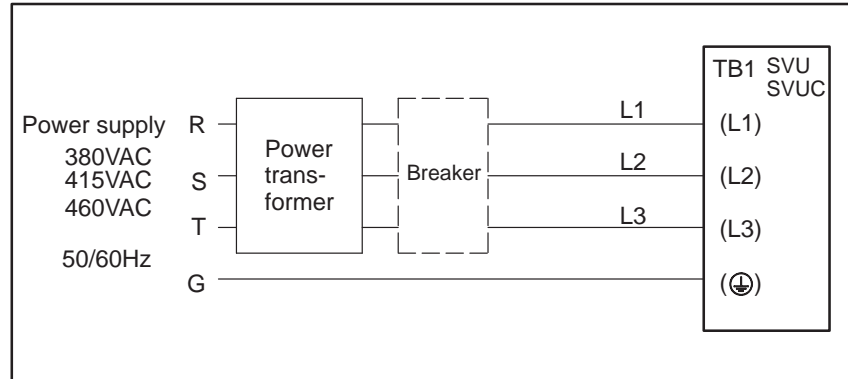 Power supply
380VAC
415VAC
460VAC
50/60Hz
R
S
T
G
Power
trans-
former
Breaker
L1
L2
L3
TB1 SVU
SVUC
(L1)
(L2)
(L3)
(⏚)